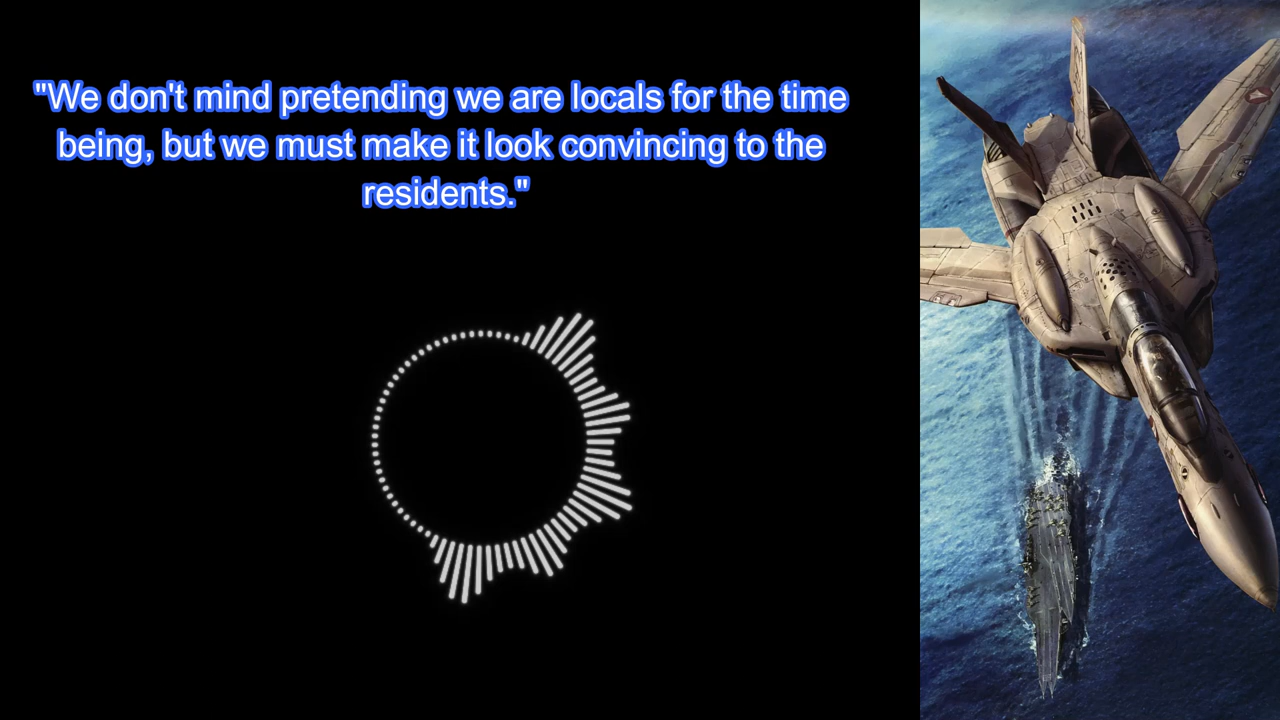 "We don't mind pretending we are locals for the time
being, but we must make it look convincing to the
residents."